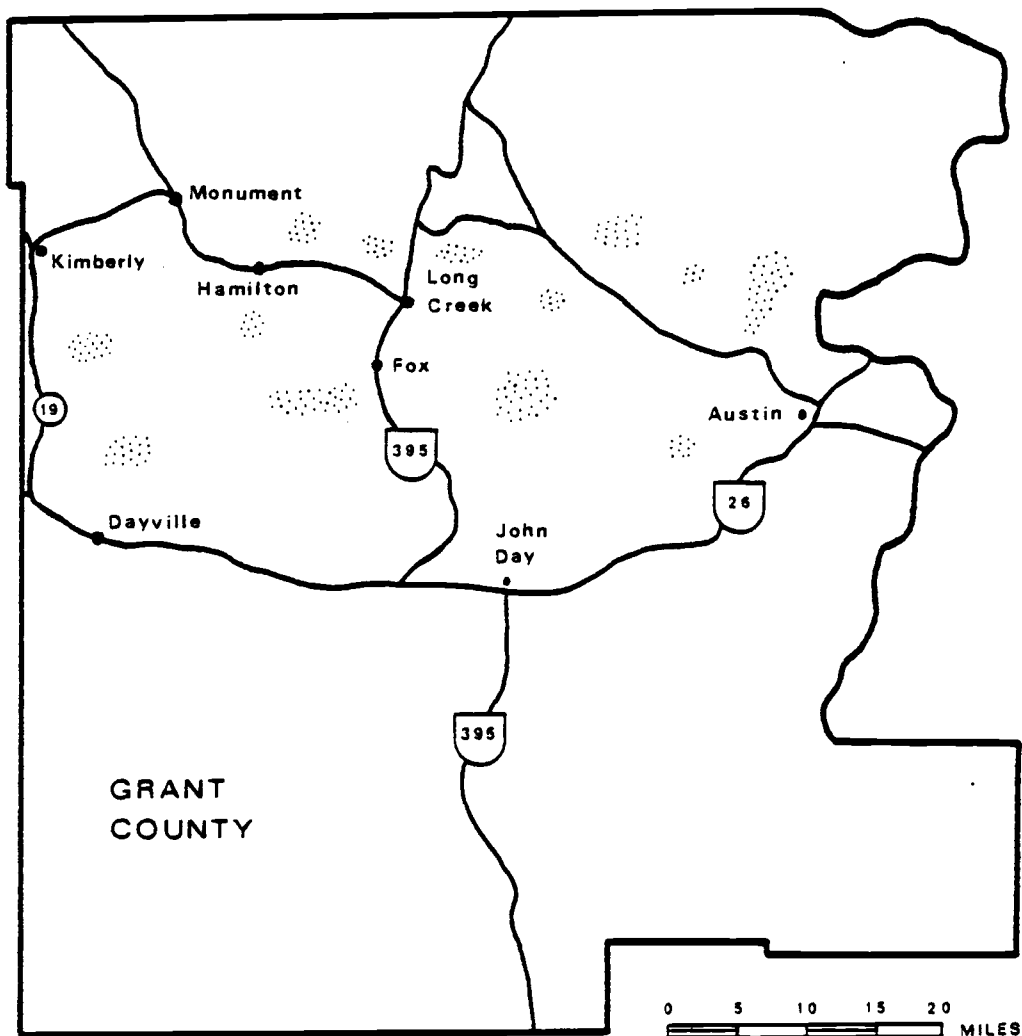 Monument
Kimberly
Hamilton
Long
Creek
Fox
19
Austin
395
26
Dayville
John
Day
395
GRANT
COUNTY
0 5 10 15 20
MILES